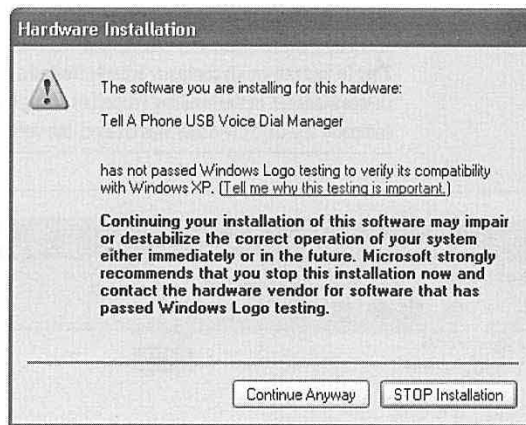 Hardware Installation
The software you are installing for this hardware:
Tell A Phone USB Voice Dial Manager
has not passed Windows Logo testing to verify its compatibility
with Windows XP. (Tell me why this testing is important.)
Continuing your installation of this software may impair
or destabilize the correct operation of your system
either immediately or in the future. Microsoft strongly
recommends that you stop this installation now and
contact the hardware vendor for software that has
passed Windows Logo testing.
Continue Anyway
STOP Installation